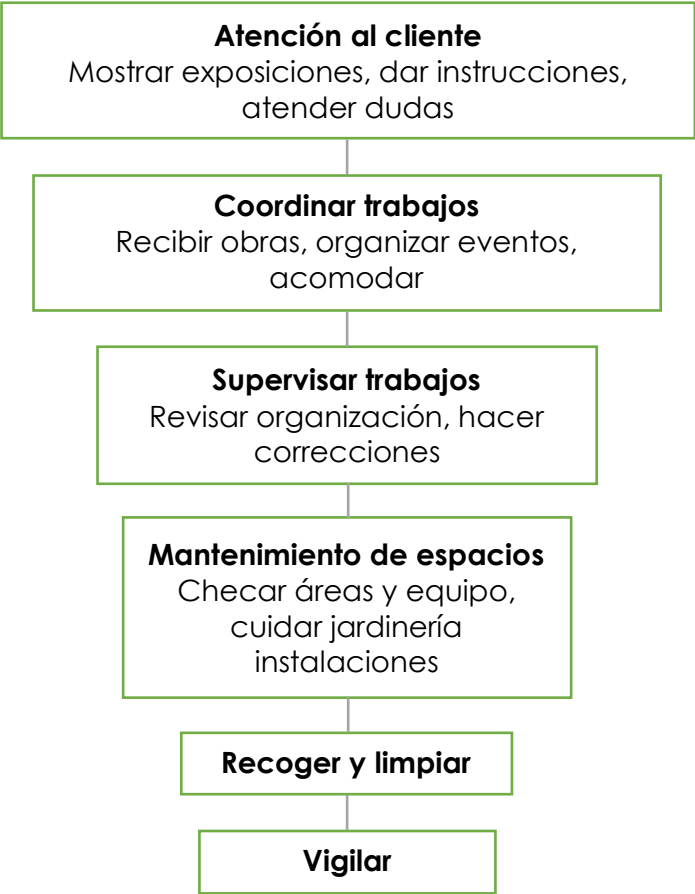 Atención al cliente
Mostrar exposiciones, dar instrucciones,
atender dudas
Coordinar trabajos
Recibir obras, organizar eventos,
acomodar
Supervisar trabajos
Revisar organización, hacer
correcciones
Mantenimiento de espacios
Checar áreas y equipo,
cuidar jardinería
instalaciones
Recoger y limpiar
Vigilar